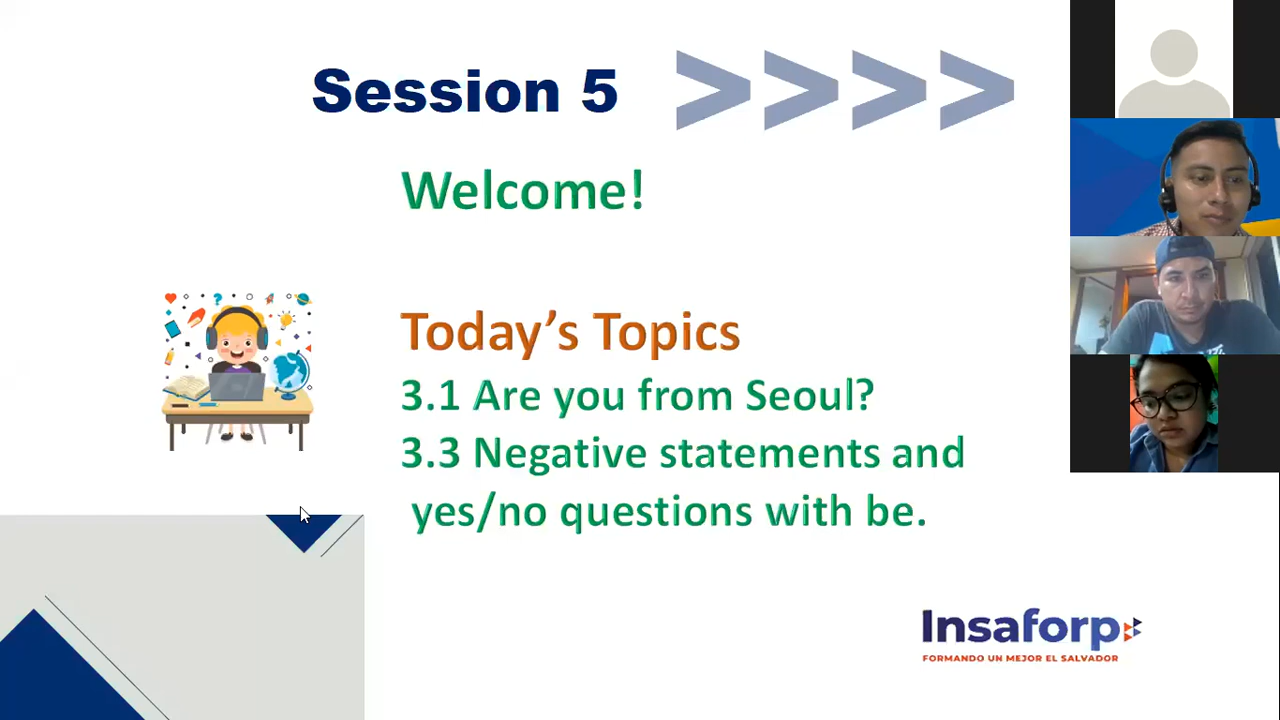 Session 5
Welcome!
Today's Topics
3.1 Are you from Seoul?
3.3 Negative statements and
yes/no questions with be.
Insaforp
FORMANDO UN MEJOR EL SALVADOR